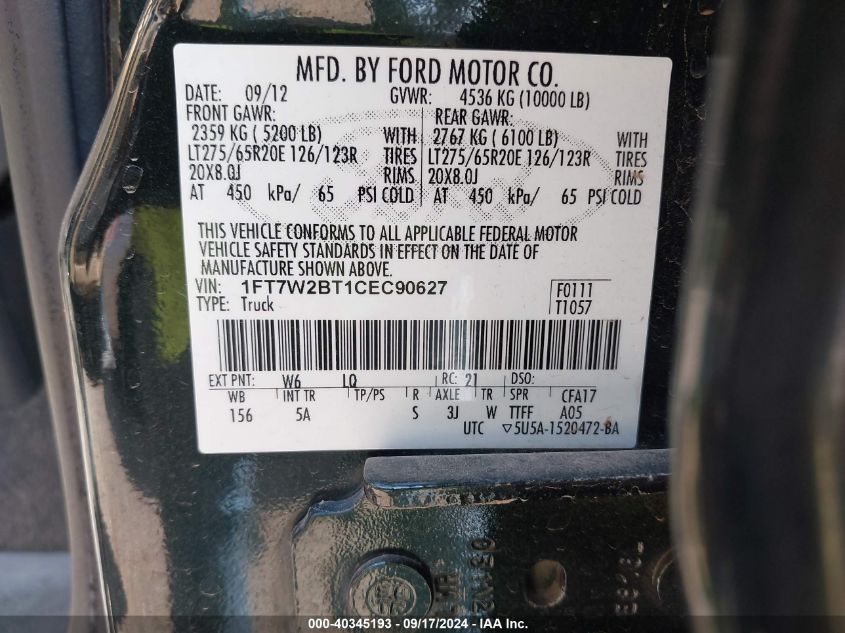 MFD. BY FORD MOTOR CO.
DATE: 09/12 GVWR: 4536 KG (10000 LB)
FRONT GAWR: REAR GAWR:
2359 KG ( 5200 LB) WITH 2767 KG ( 6100 LB) WITH
LT275/65R20E 126/123R TIRES LT275/65R20E 126/123R TIRES
20X8.0J RIMS 20X8.0J RIMS
AT 450 kPa/ 65 PSI COLD AT 450 kPa/ 65 PSI COLD
THIS VEHICLE CONFORMS TO ALL APPLICABLE FEDERAL MOTOR
VEHICLE SAFETY STANDARDS IN EFFECT ON THE DATE OF
MANUFACTURE SHOWN ABOVE.
VIN: 1FT7W2BT1CEC90627 F0111
TYPE: Truck T1057
EXT PNT: W6 LQ RC: 21 DSO:
WB INT TR TP/PS R AXLE TR SPR CFA17
156 5A S 3J W TTFF A05
UTC ▽5U5A-1520472-BA
000-40345193 - 09/17/2024 - IAA Inc.